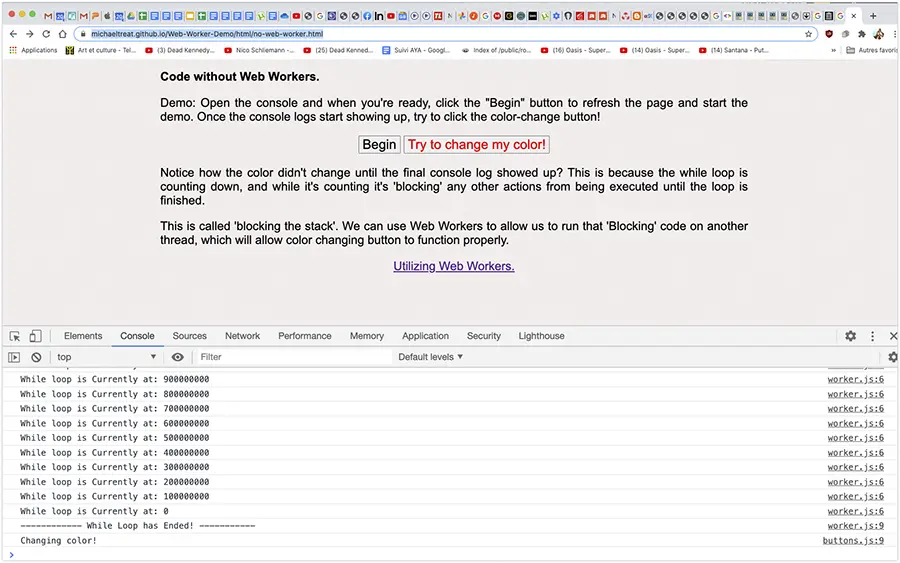 michaeltreat.github.io/Web-Worker-Demo/html/no-web-worker.html
Applications Art et culture - Tel... (3) Dead Kennedy... Nico Schlemman -... (25) Dead Kenned... Suivi AYA - Googl... Index of /public/ro... (16) Oasis - Super... (14) Oasis - Super... (14) Santana - Put... » Autres favoris
Code without Web Workers.
Demo: Open the console and when you're ready, click the "Begin" button to refresh the page and start the
demo. Once the console logs start showing up, try to click the color-change button!
Begin Try to change my color!
Notice how the color didn't change until the final console log showed up? This is because the while loop is
counting down, and while it's counting it's 'blocking' any other actions from being executed until the loop is
finished.
This is called 'blocking the stack'. We can use Web Workers to allow us to run that 'Blocking' code on another
thread, which will allow color changing button to function properly.
Utilizing Web Workers.
Elements Console Sources Network Performance Memory Application Security Lighthouse
top Filter Default levels
While loop is Currently at: 900000000 worker.js:6
While loop is Currently at: 800000000 worker.js:6
While loop is Currently at: 700000000 worker.js:6
While loop is Currently at: 600000000 worker.js:6
While loop is Currently at: 500000000 worker.js:6
While loop is Currently at: 400000000 worker.js:6
While loop is Currently at: 300000000 worker.js:6
While loop is Currently at: 200000000 worker.js:6
While loop is Currently at: 100000000 worker.js:6
While loop is Currently at: 0 worker.js:6
------------ While Loop has Ended! ----------- worker.js:9
Changing color! buttons.js:9